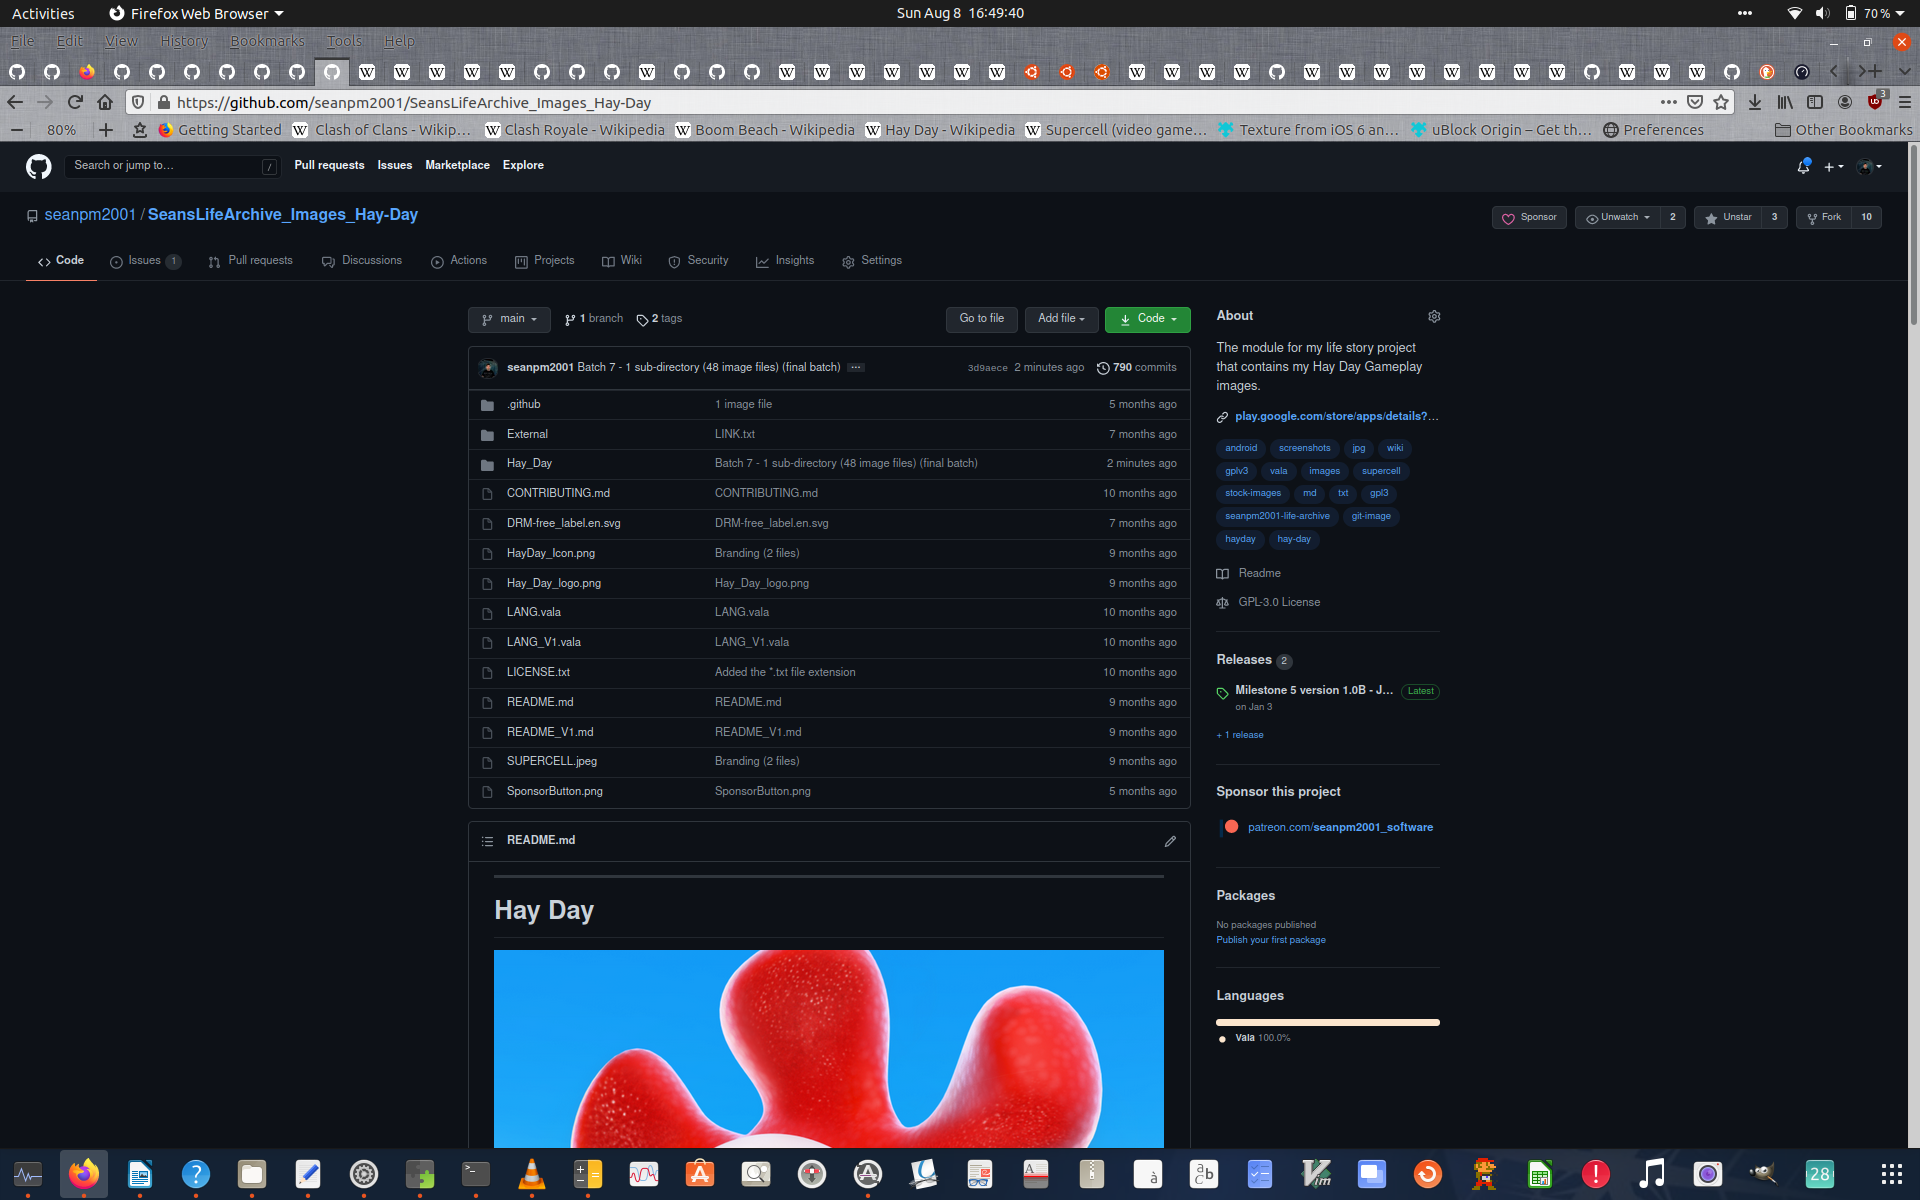 Activities Firefox Web Browser Sun Aug 8 16:49:40 70 %
File Edit View History Bookmarks Tools Help
https://github.com/seanpm2001/SeansLifeArchive_Images_Hay-Day 3
80% Getting Started Clash of Clans - Wikip… Clash Royale - Wikipedia Boom Beach - Wikipedia Hay Day - Wikipedia Supercell (video game… Texture from iOS 6 an… uBlock Origin – Get th… Preferences Other Bookmarks
Search or jump to… / Pull requests Issues Marketplace Explore
seanpm2001 / SeansLifeArchive_Images_Hay-Day Sponsor Unwatch 2 Unstar 3 Fork 10
Code Issues 1 Pull requests Discussions Actions Projects Wiki Security Insights Settings
main 1 branch 2 tags Go to file Add file Code
seanpm2001 Batch 7 - 1 sub-directory (48 image files) (final batch) ... 3d9aece 2 minutes ago 790 commits
.github 1 image file 5 months ago
External LINK.txt 7 months ago
Hay_Day Batch 7 - 1 sub-directory (48 image files) (final batch) 2 minutes ago
CONTRIBUTING.md CONTRIBUTING.md 10 months ago
DRM-free_label.en.svg DRM-free_label.en.svg 7 months ago
HayDay_Icon.png Branding (2 files) 9 months ago
Hay_Day_logo.png Hay_Day_logo.png 9 months ago
LANG.vala LANG.vala 10 months ago
LANG_V1.vala LANG_V1.vala 10 months ago
LICENSE.txt Added the *.txt file extension 10 months ago
README.md README.md 9 months ago
README_V1.md README_V1.md 9 months ago
SUPERCELL.jpeg Branding (2 files) 9 months ago
SponsorButton.png SponsorButton.png 5 months ago
README.md
Hay Day
About
The module for my life story project
that contains my Hay Day Gameplay
images.
play.google.com/store/apps/details?…
android screenshots jpg wiki
gplv3 vala images supercell
stock-images md txt gpl3
seanpm2001-life-archive git-image
hayday hay-day
Readme
GPL-3.0 License
Releases 2
Milestone 5 version 1.0B - J… Latest
on Jan 3
+ 1 release
Sponsor this project
patreon.com/seanpm2001_software
Packages
No packages published
Publish your first package
Languages
Vala 100.0%
28